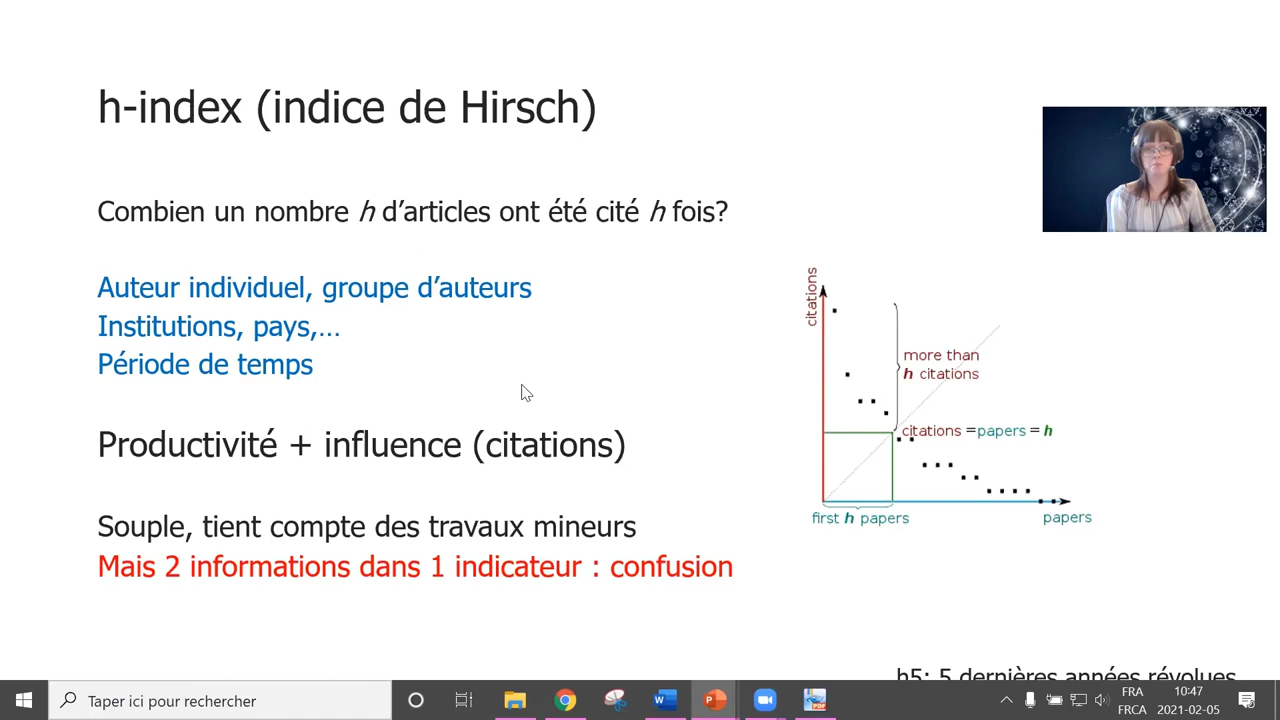 h-index (indice de Hirsch)
Combien un nombre h d’articles ont été cité h fois?
Auteur individuel, groupe d’auteurs
Institutions, pays,…
Période de temps
Productivité + influence (citations)
Souple, tient compte des travaux mineurs
Mais 2 informations dans 1 indicateur : confusion
citations
more than
h citations
citations =papers = h
first h papers
papers
h5: 5 dernières années révolues
Taper ici pour rechercher
FRA
FRCA
10:47
2021-02-05